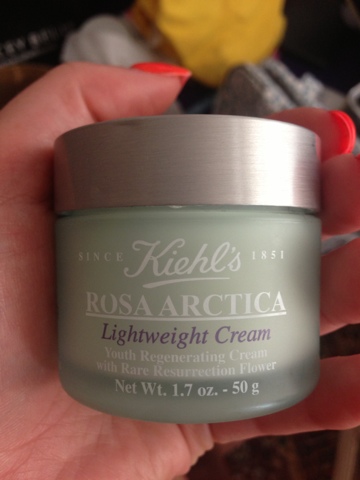 SINCE Kiehl's 1851
ROSA ARCTICA
Lightweight Cream
Youth Regenerating Cream
with Rare Resurrection Flower
Net Wt. 1.7 oz. - 50 g